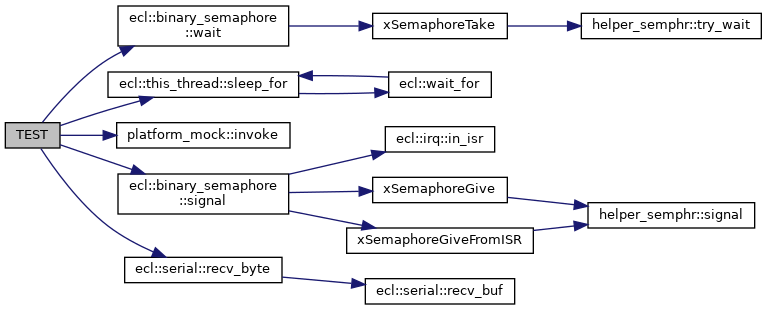 TEST
ecl::binary_semaphore
::wait
xSemaphoreTake
helper_semphr::try_wait
ecl::this_thread::sleep_for
ecl::wait_for
platform_mock::invoke
ecl::binary_semaphore
::signal
ecl::irq::in_isr
xSemaphoreGive
xSemaphoreGiveFromISR
helper_semphr::signal
ecl::serial::recv_byte
ecl::serial::recv_buf